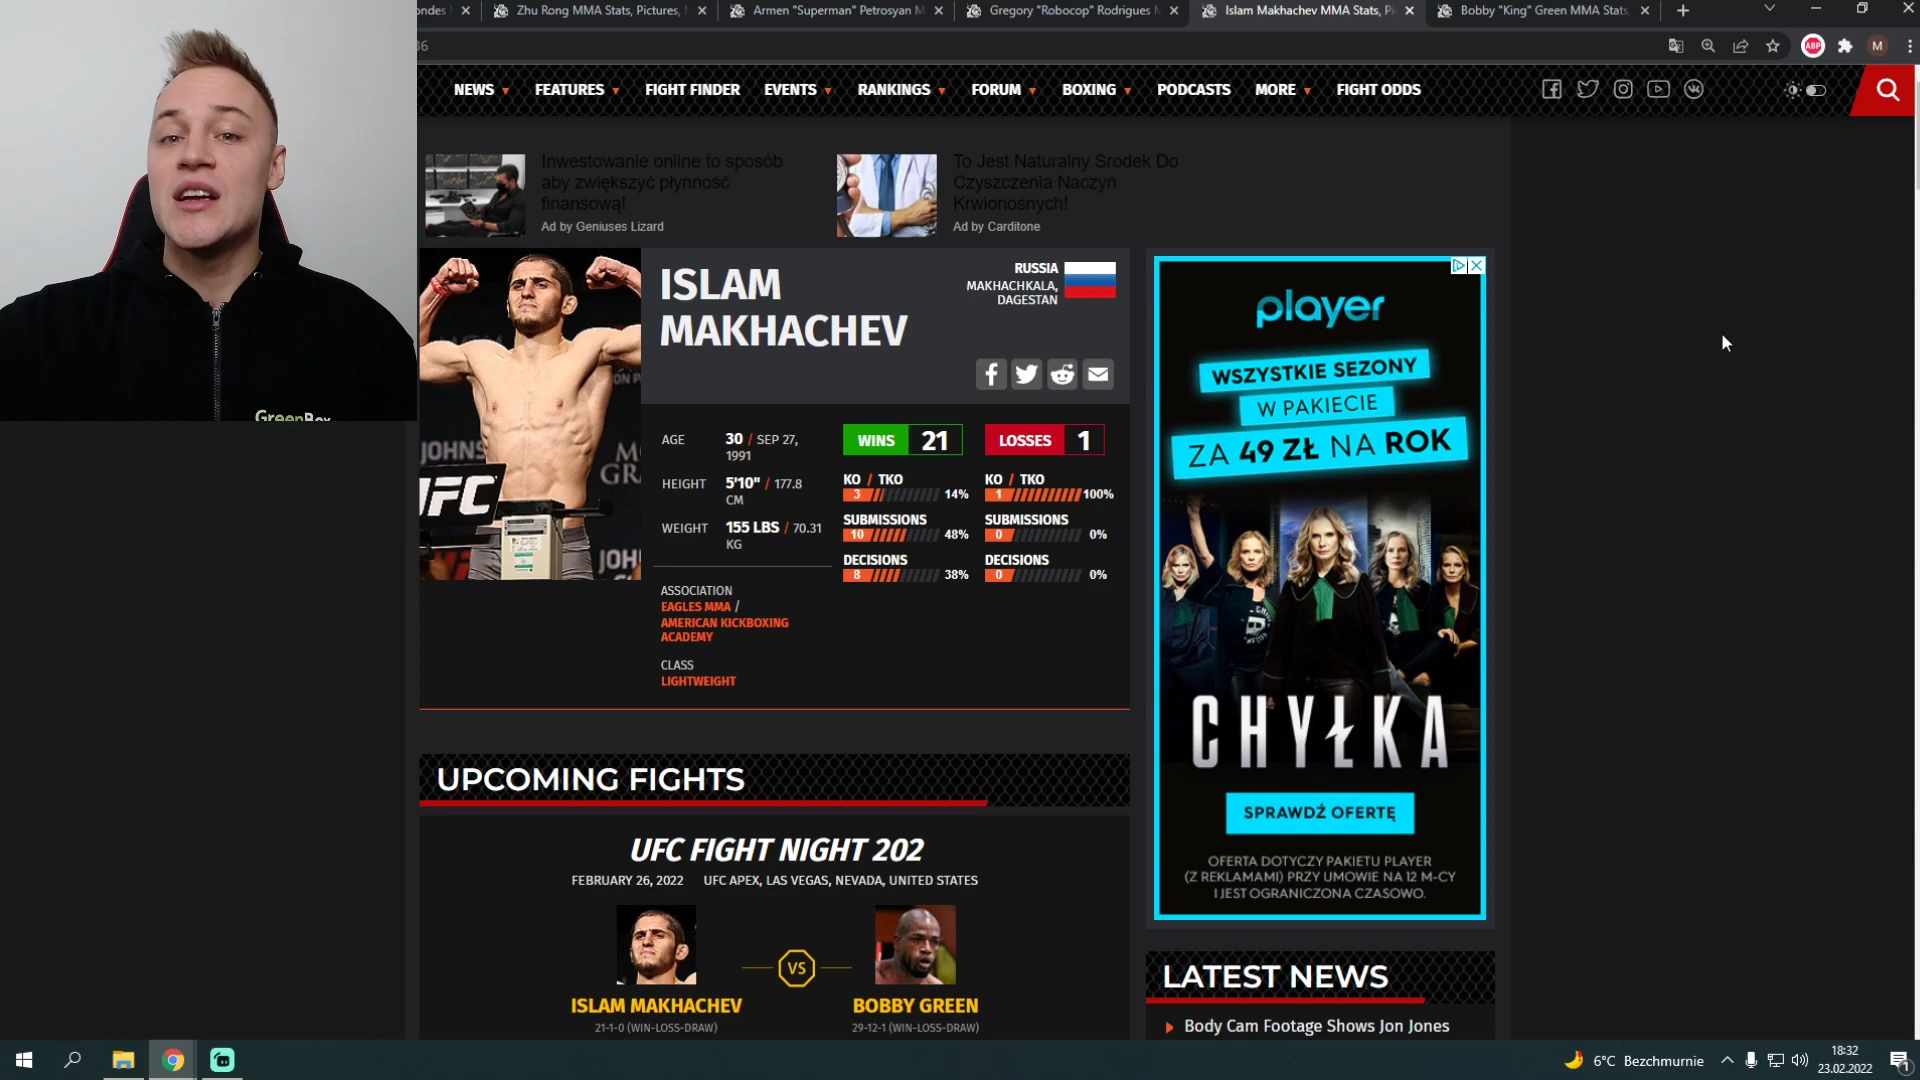 ondes
Zhu Rong MMA Stats, Pictures,
Armen "Superman" Petrosyan M
Gregory "Robocop" Rodrigues
Islam Makhachev MMA Stats, Pi
Bobby "King" Green MMA Stats,
36
ABP
M
NEWS
FEATURES
FIGHT FINDER
EVENTS
RANKINGS
FORUM
BOXING
PODCASTS
MORE
FIGHT ODDS
Inwestowanie online to sposób
aby zwiększyć płynność
finansową!
Ad by Geniuses Lizard
To Jest Naturalny Środek Do
Czyszczenia Naczyń
Krwionośnych!
Ad by Carditone
GreenBox
ISLAM
MAKHACHEV
RUSSIA
MAKHACHKALA,
DAGESTAN
JOHNS
UFC
AGE
30 / SEP 27,
1991
HEIGHT
5'10" / 177.8
CM
WEIGHT
155 LBS / 70.31
KG
ASSOCIATION
EAGLES MMA /
AMERICAN KICKBOXING
ACADEMY
CLASS
LIGHTWEIGHT
WINS 21
KO / TKO
3 14%
SUBMISSIONS
10 48%
DECISIONS
8 38%
LOSSES 1
KO / TKO
1 100%
SUBMISSIONS
0 0%
DECISIONS
0 0%
UPCOMING FIGHTS
UFC FIGHT NIGHT 202
FEBRUARY 26, 2022 UFC APEX, LAS VEGAS, NEVADA, UNITED STATES
VS
ISLAM MAKHACHEV
21-1-0 (WIN-LOSS-DRAW)
BOBBY GREEN
29-12-1 (WIN-LOSS-DRAW)
player
WSZYSTKIE SEZONY
W PAKIECIE
ZA 49 ZŁ NA ROK
CHYŁKA
SPRAWDŹ OFERTĘ
OFERTA DOTYCZY PAKIETU PLAYER
(Z REKLAMAMI) PRZY UMOWIE NA 12 M-CY
I JEST OGRANICZONA CZASOWO.
LATEST NEWS
Body Cam Footage Shows Jon Jones
6°C Bezchmurnie
18:32
23.02.2022
1